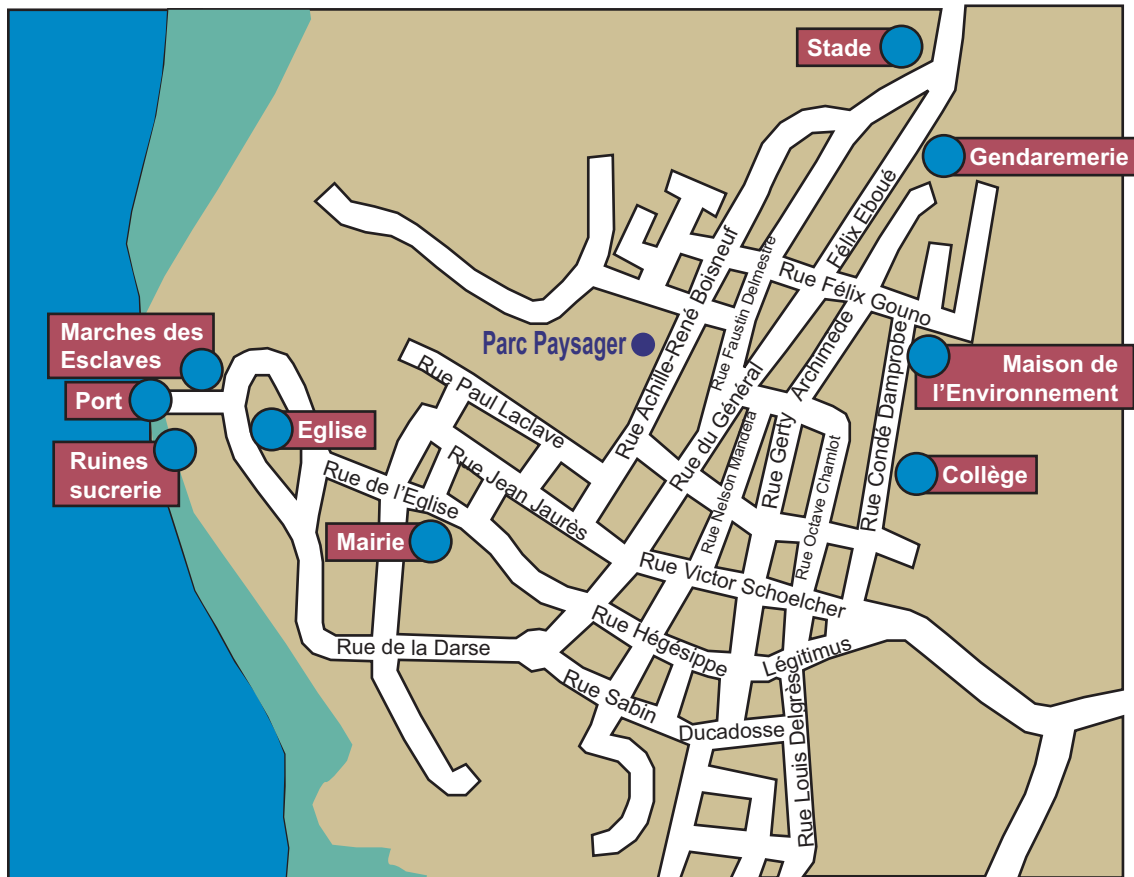 Stade
Gendaremerie
Félix Eboué
Rue Achille-René Boisneuf
Rue Faustin Delmestre
Rue Félix Gouno
Marches des
Esclaves
Port
Ruines
sucrerie
Eglise
Parc Paysager
Maison de
l'Environnement
Archimede
Rue Paul Laclave
Rue du Général
Rue Condé Damprobe
Rue Jean Jaurès
Rue de l'Eglise
Rue Nelson Mandela
Rue Gerty
Rue Octave Chamlot
Collège
Mairie
Rue Victor Schoelcher
Rue Hégésippe
Légitimus
Rue de la Darse
Rue Sabin
Ducadosse
Rue Louis Delgrès